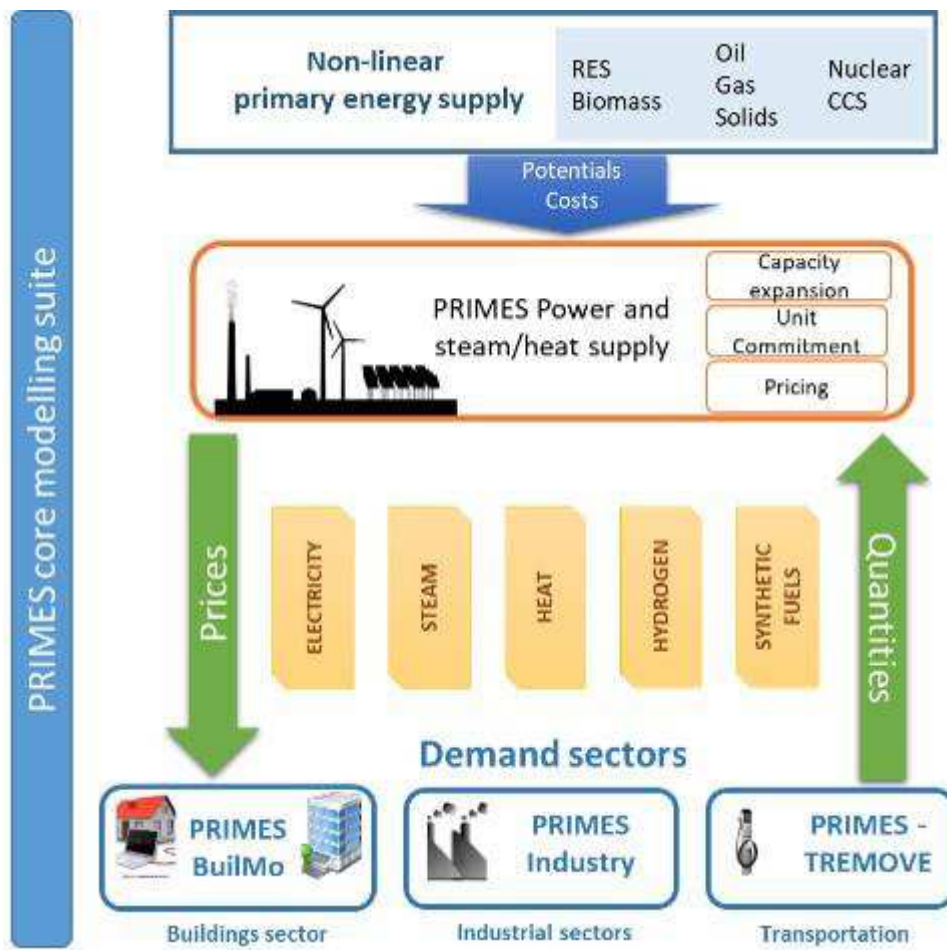 PRIMES core modelling suite
Non-linear
primary energy supply
RES
Biomass
Oil
Gas
Solids
Nuclear
CCS
Potentials
Costs
PRIMES Power and
steam/heat supply
Capacity
expansion
Unit
Commitment
Pricing
Prices
ELECTRICITY
STEAM
HEAT
HYDROGEN
SYNTHETIC
FUELS
Quantities
Demand sectors
PRIMES
BuilMo
PRIMES
Industry
PRIMES -
TREMOVE
Buildings sector
Industrial sectors
Transportation